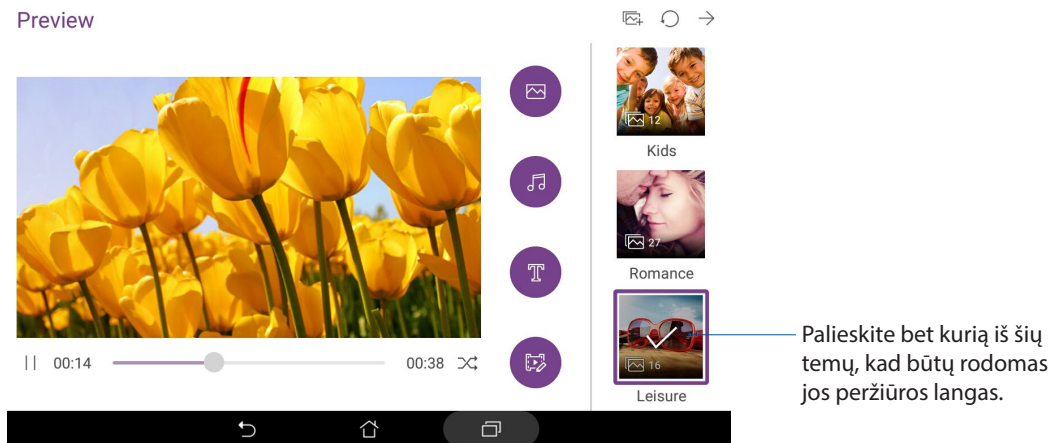 Preview
12
Kids
27
Romance
16
Leisure
00:14
00:38
T
Palieskite bet kurią iš šių
temų, kad būtų rodomas
jos peržiūros langas.